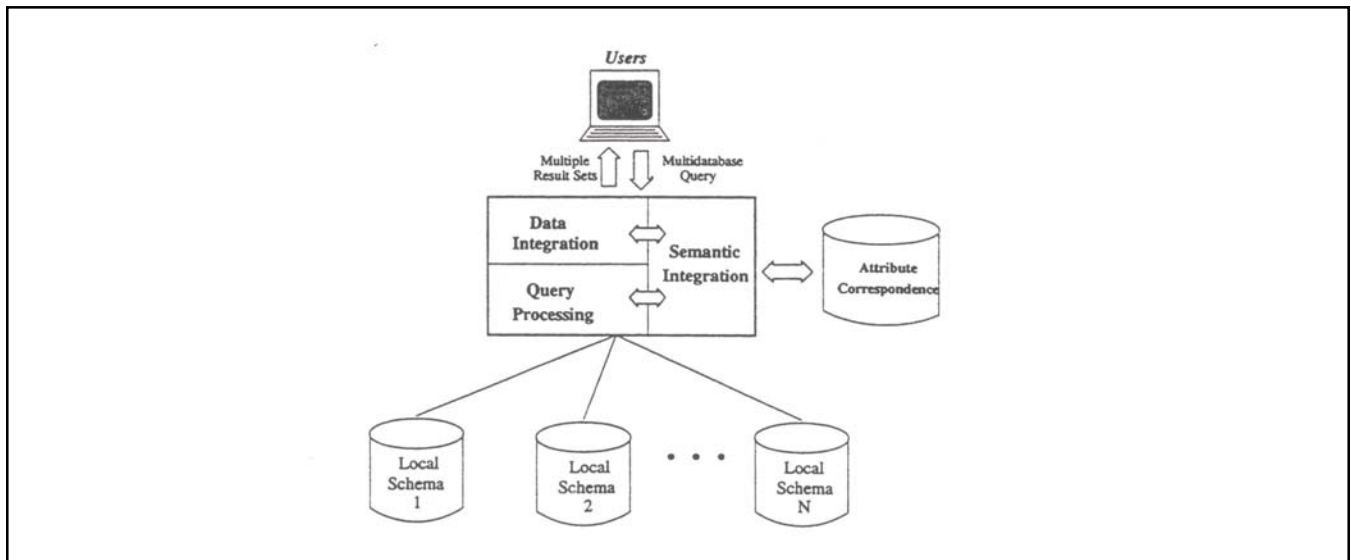 Users
Multiple
Result Sets
Multidatabase
Query
Data
Integration
Semantic
Integration
Query
Processing
Attribute
Correspondence
Local
Schema
1
Local
Schema
2
• • •
Local
Schema
N